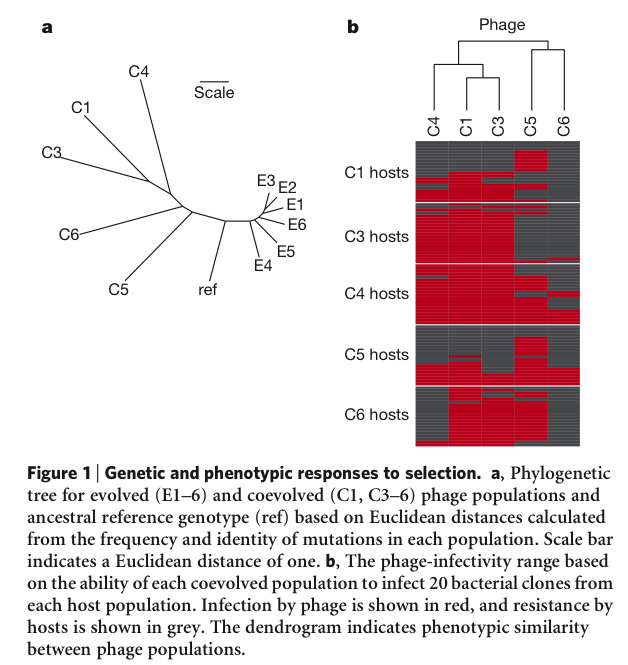 a
b
Phage
C4
Scale
C1
C3
C6
C5
ref
E3
E2
E1
E6
E5
E4
C4
C1
C3
C5
C6
C1 hosts
C3 hosts
C4 hosts
C5 hosts
C6 hosts
Figure 1 | Genetic and phenotypic responses to selection. a, Phylogenetic
tree for evolved (E1–6) and coevolved (C1, C3–6) phage populations and
ancestral reference genotype (ref) based on Euclidean distances calculated
from the frequency and identity of mutations in each population. Scale bar
indicates a Euclidean distance of one. b, The phage-infectivity range based
on the ability of each coevolved population to infect 20 bacterial clones from
each host population. Infection by phage is shown in red, and resistance by
hosts is shown in grey. The dendrogram indicates phenotypic similarity
between phage populations.